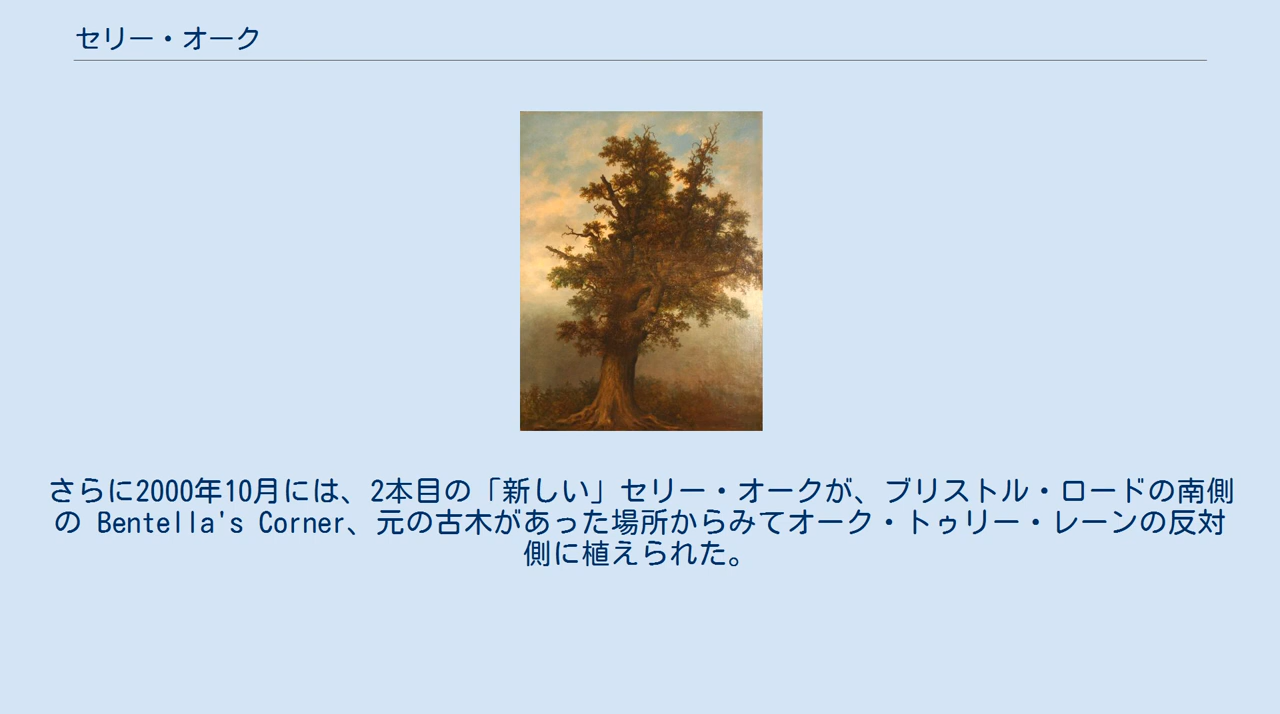 セリー・オーク
さらに2000年10月には、2本目の「新しい」セリー・オークが、ブリストル・ロードの南側
の Bentella's Corner、元の古木があった場所からみてオーク・トゥリー・レーンの反対
側に植えられた。